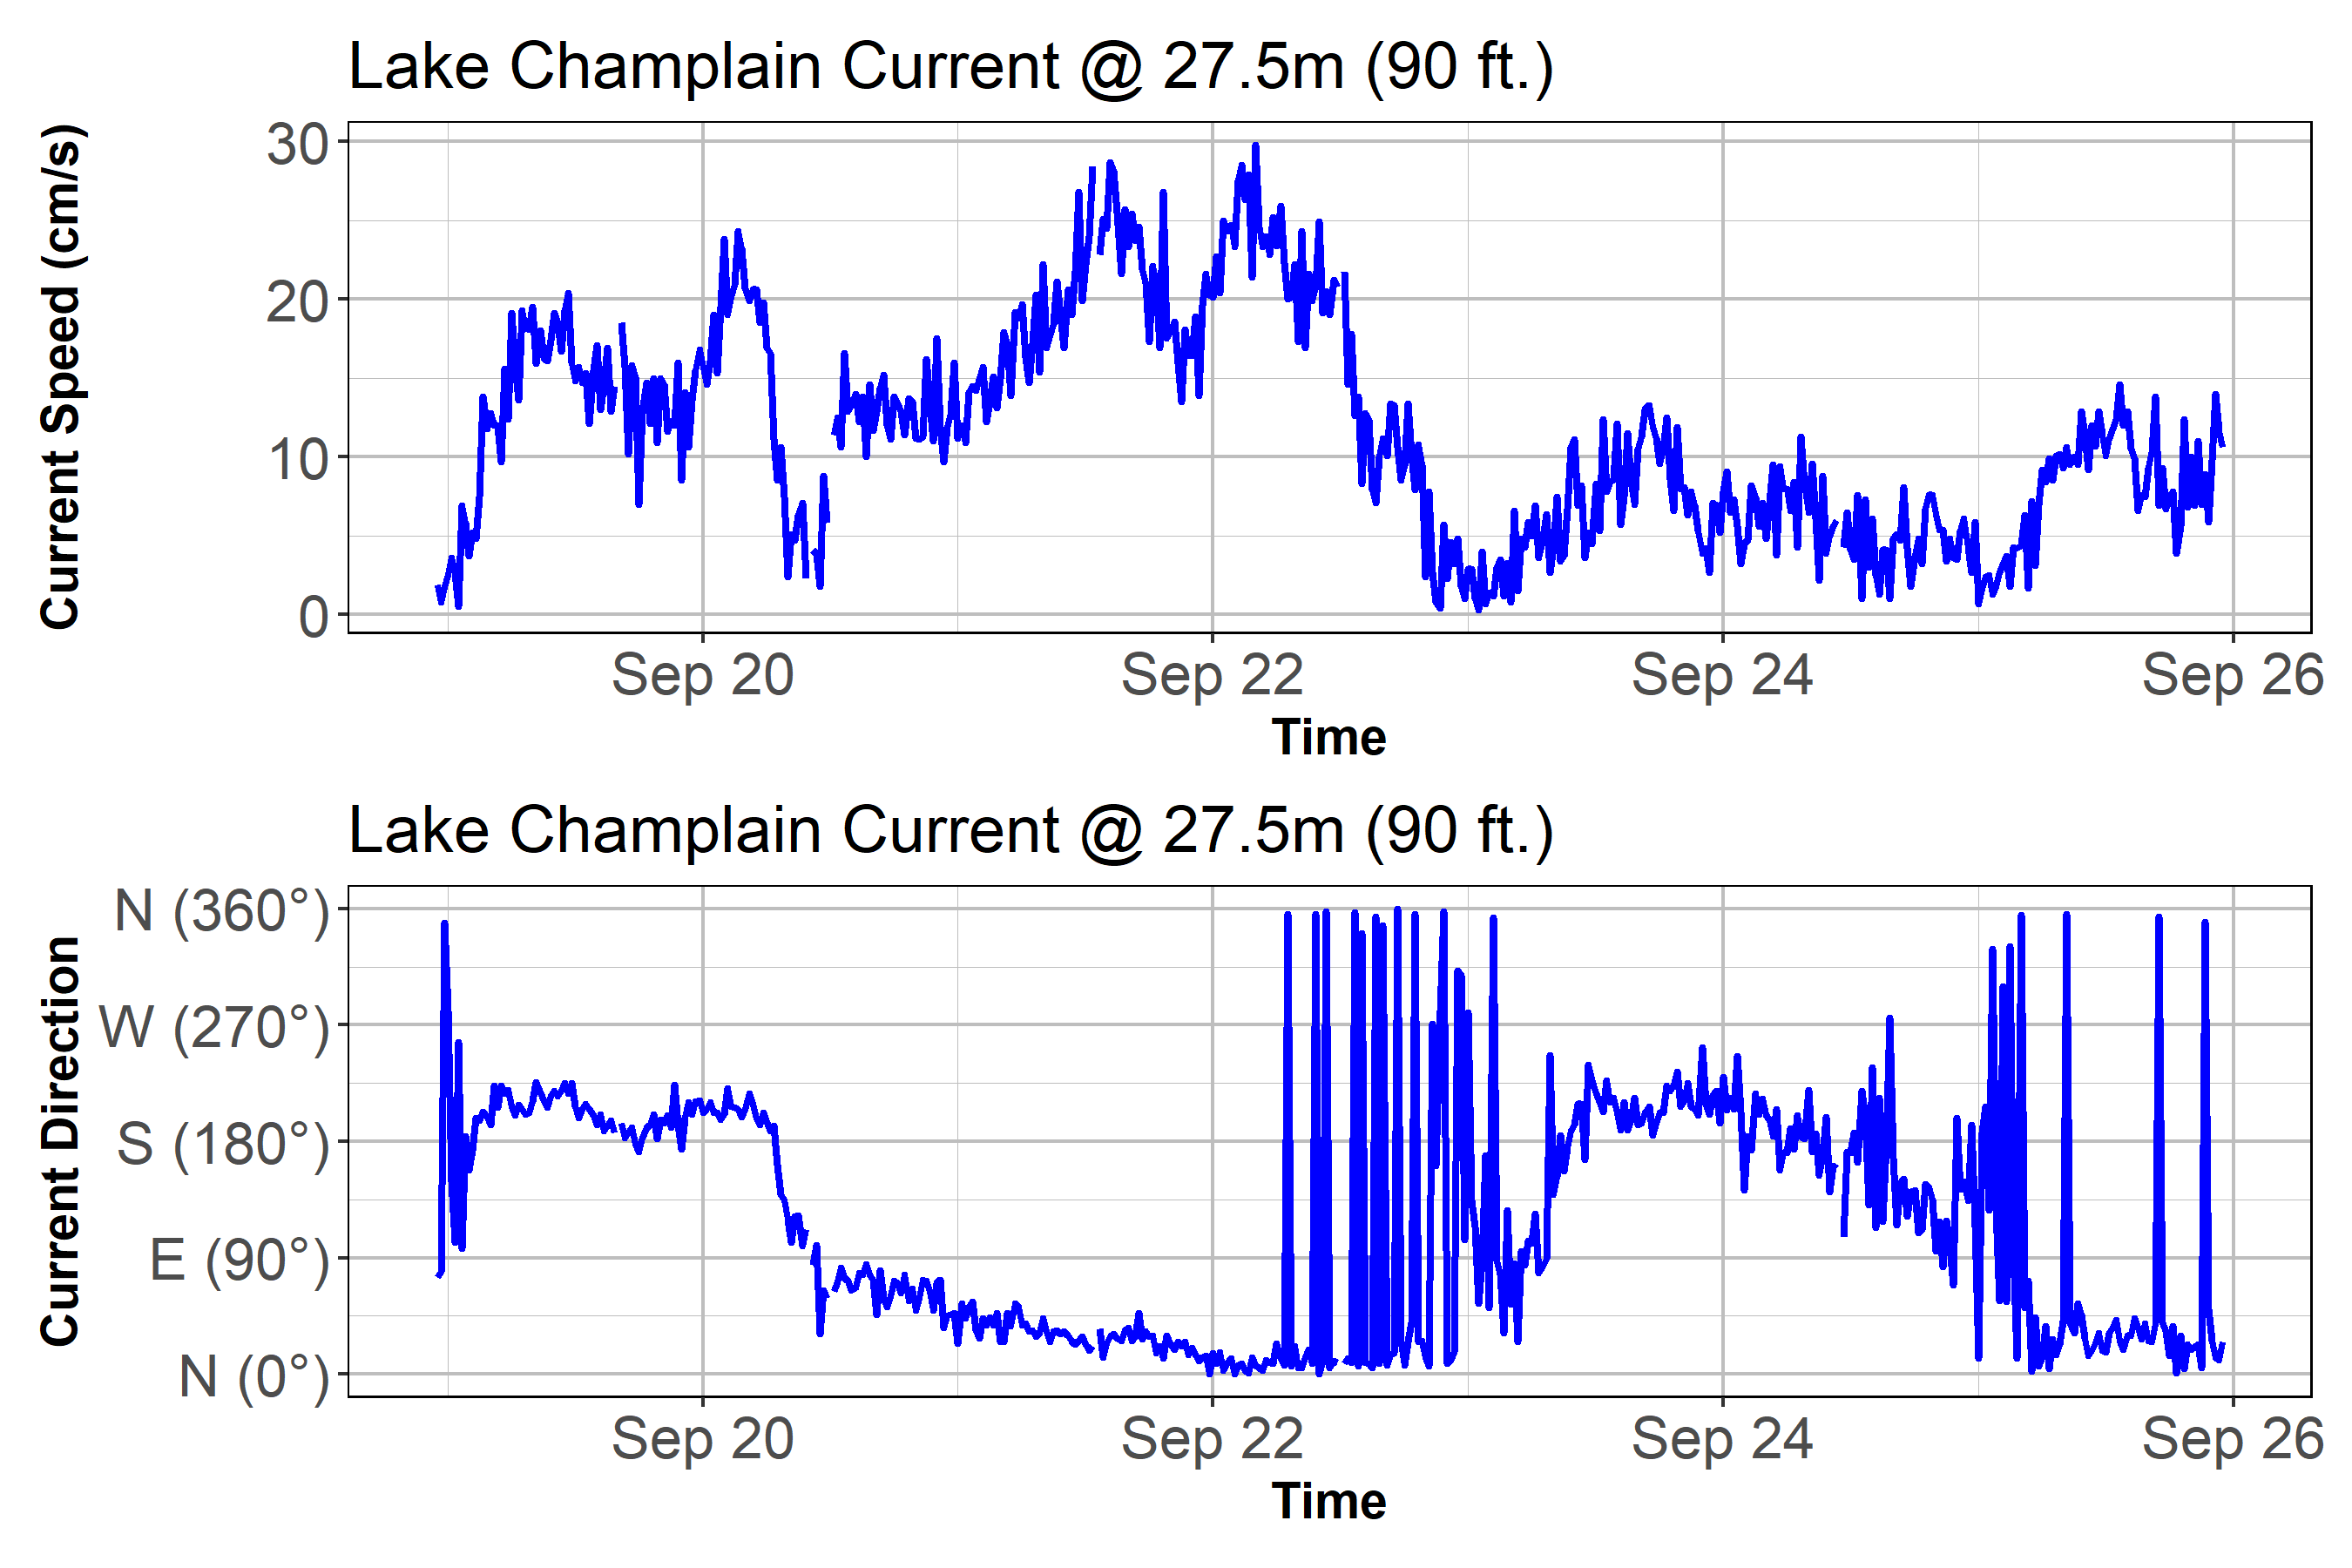 Lake Champlain Current @ 27.5m (90 ft.)
Current Speed (cm/s)
30
20
10
0
Sep 20 Sep 22 Sep 24 Sep 26
Time
Lake Champlain Current @ 27.5m (90 ft.)
Current Direction
N (360°)
W (270°)
S (180°)
E (90°)
N (0°)
Sep 20 Sep 22 Sep 24 Sep 26
Time